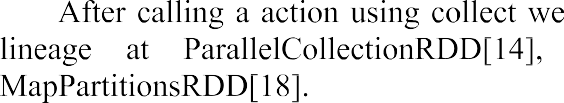 After calling a action using collect we
lineage at ParallelCollectionRDD[14],
MapPartitionsRDD[18].